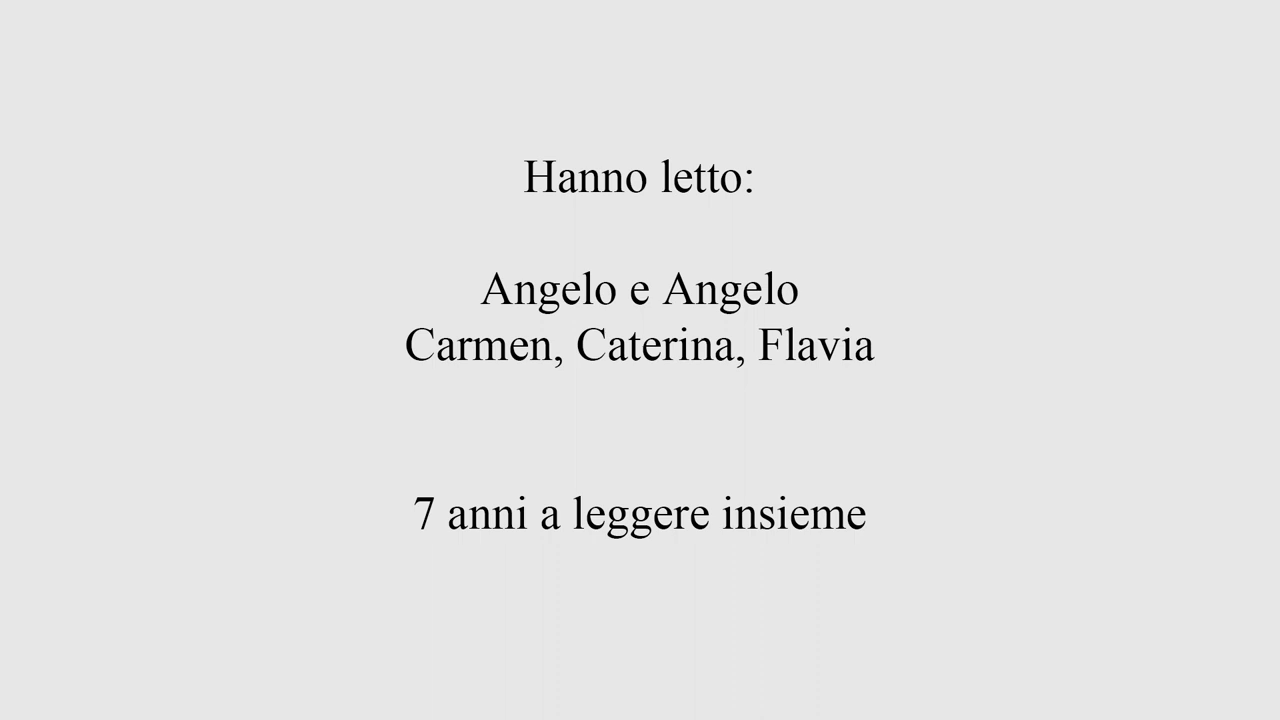 Hanno letto:
Angelo e Angelo
Carmen, Caterina, Flavia
7 anni a leggere insieme